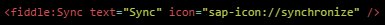 <fiddle:Sync text="Sync" icon="sap-icon://synchronize" />